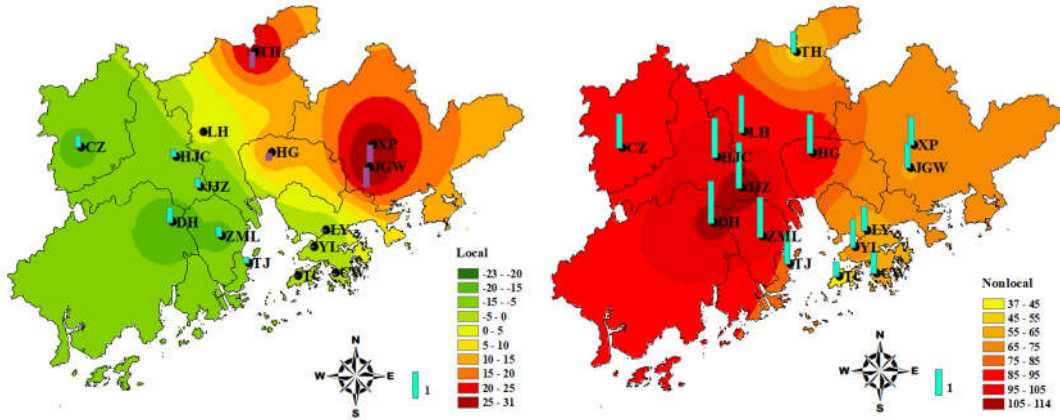 TH
LH
CZ
HJC
HG
XP
JGW
JJZ
DH
ZML
LY
YL
TJ
TC
CW
N
W E
S
1
Local
-23 - -20
-20 - -15
-15 - -5
-5 - 0
0 - 5
5 - 10
10 - 15
15 - 20
20 - 25
25 - 31
TH
LH
CZ
HJC
HG
XP
JGW
JJZ
DH
ZML
LY
YL
TJ
TC
CW
N
W E
S
1
Nonlocal
37 - 45
45 - 55
55 - 65
65 - 75
75 - 85
85 - 95
95 - 105
105 - 114